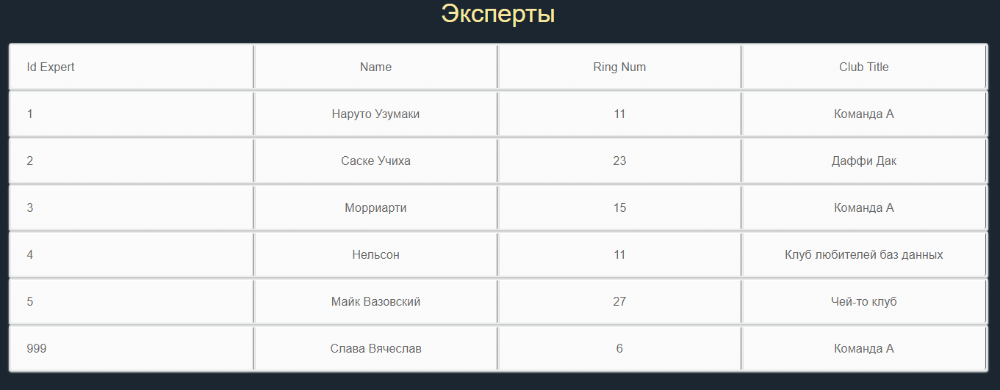 Эксперты
Id Expert Name Ring Num Club Title
1 Наруто Узумаки 11 Команда А
2 Саске Учиха 23 Даффи Дак
3 Морриарти 15 Команда А
4 Нельсон 11 Клуб любителей баз данных
5 Майк Вазовский 27 Чей-то клуб
999 Слава Вячеслав 6 Команда А